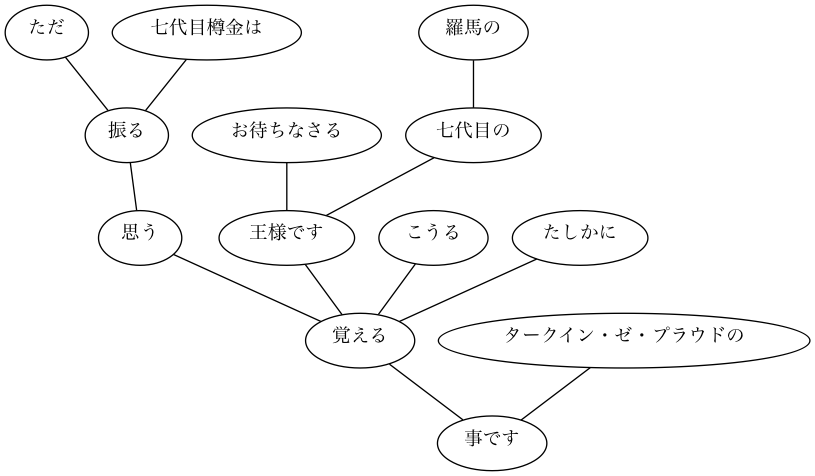 ただ
七代目樽金は
羅馬の
振る
お待ちなさる
七代目の
思う
王様です
こうる
たしかに
覚える
タークイン・ゼ・プラウドの
事です